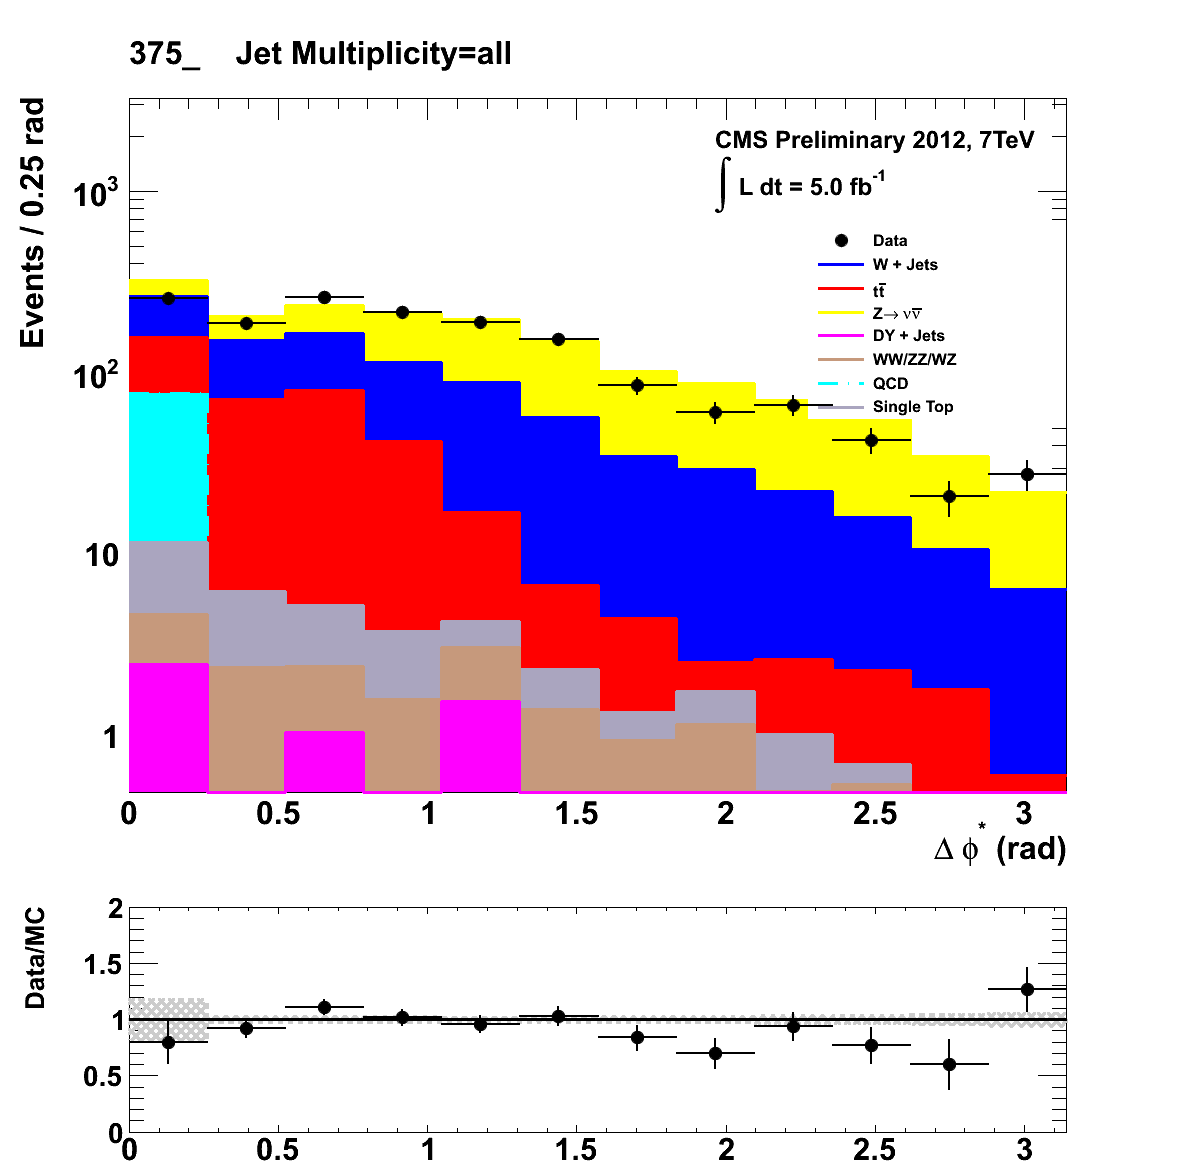 375_ Jet Multiplicity=all
Events / 0.25 rad
CMS Preliminary 2012, 7TeV
∫ L dt = 5.0 fb⁻¹
Data
W + Jets
tt̅
Z→ νν̅
DY + Jets
WW/ZZ/WZ
QCD
Single Top
10³
10²
10
1
0 0.5 1 1.5 2 2.5 3
Δ ϕ* (rad)
Data/MC
2
1.5
1
0.5
0
0 0.5 1 1.5 2 2.5 3